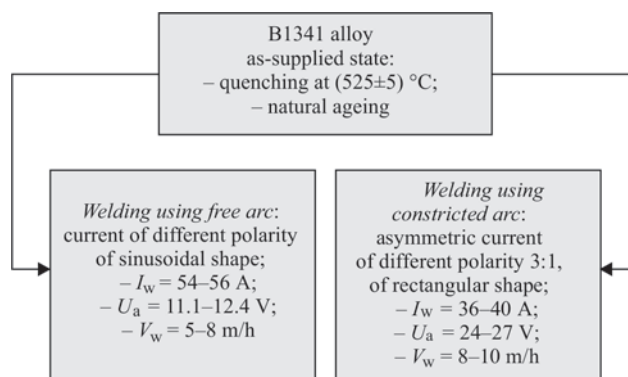 B1341 alloy
as-supplied state:
– quenching at (525±5) °C;
– natural ageing
Welding using free arc:
current of different polarity
of sinusoidal shape;
– Iw = 54–56 A;
– Ua = 11.1–12.4 V;
– Vw = 5–8 m/h
Welding using
constricted arc:
asymmetric current
of different polarity 3:1,
of rectangular shape;
– Iw = 36–40 A;
– Ua = 24–27 V;
– Vw = 8–10 m/h